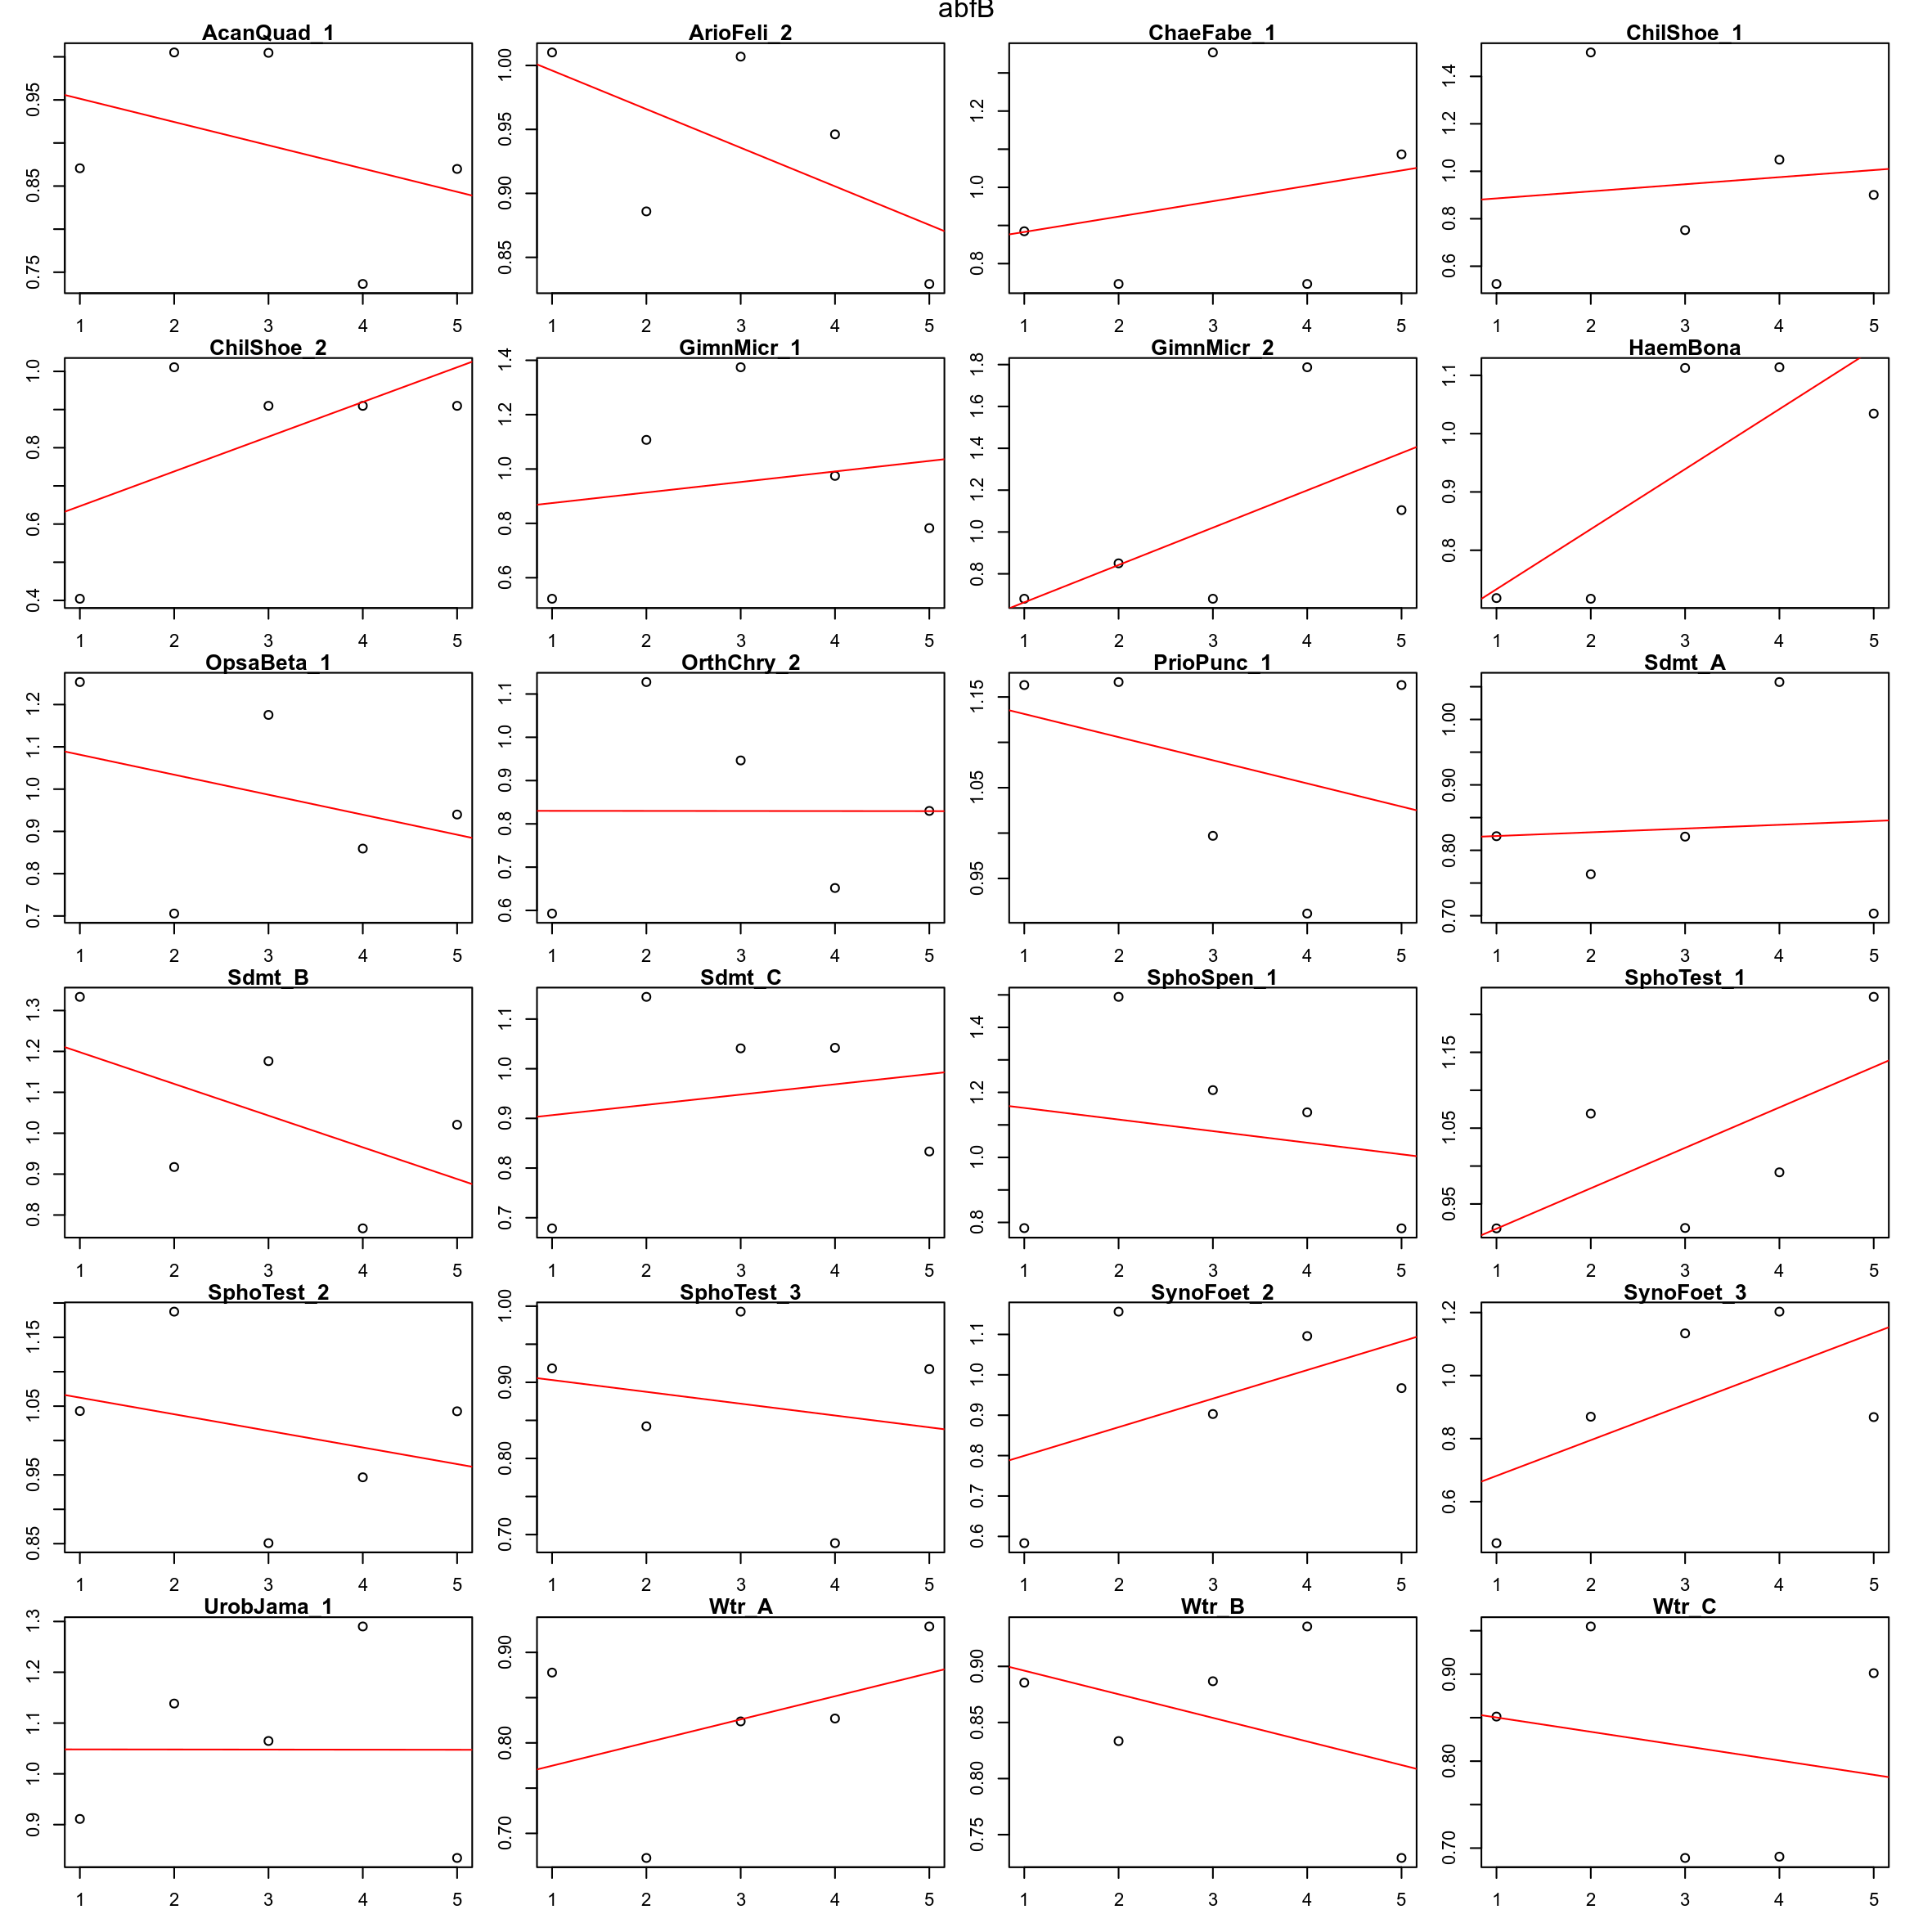 abfB
AcanQuad_1 ArioFeli_2 ChaeFabe_1 ChilShoe_1
0.75 0.85 0.95 0.85 0.90 0.95 1.00 0.8 1.0 1.2 0.6 0.8 1.0 1.2 1.4
1 2 3 4 5 1 2 3 4 5 1 2 3 4 5 1 2 3 4 5
ChilShoe_2 GimnMicr_1 GimnMicr_2 HaemBona
0.4 0.6 0.8 1.0 0.6 0.8 1.0 1.2 1.4 0.8 1.0 1.2 1.4 1.6 1.8 0.8 0.9 1.0 1.1
1 2 3 4 5 1 2 3 4 5 1 2 3 4 5 1 2 3 4 5
OpsaBeta_1 OrthChry_2 PrioPunc_1 Sdmt_A
0.7 0.8 0.9 1.0 1.1 1.2 0.6 0.7 0.8 0.9 1.0 1.1 0.95 1.05 1.15 0.70 0.80 0.90 1.00
1 2 3 4 5 1 2 3 4 5 1 2 3 4 5 1 2 3 4 5
Sdmt_B Sdmt_C SphoSpen_1 SphoTest_1
0.8 0.9 1.0 1.1 1.2 1.3 0.7 0.8 0.9 1.0 1.1 0.8 1.0 1.2 1.4 0.95 1.05 1.15
1 2 3 4 5 1 2 3 4 5 1 2 3 4 5 1 2 3 4 5
SphoTest_2 SphoTest_3 SynoFoet_2 SynoFoet_3
0.85 0.95 1.05 1.15 0.70 0.80 0.90 1.00 0.6 0.7 0.8 0.9 1.0 1.1 0.6 0.8 1.0 1.2
1 2 3 4 5 1 2 3 4 5 1 2 3 4 5 1 2 3 4 5
UrobJama_1 Wtr_A Wtr_B Wtr_C
0.9 1.0 1.1 1.2 1.3 0.70 0.80 0.90 0.75 0.80 0.85 0.90 0.70 0.80 0.90
1 2 3 4 5 1 2 3 4 5 1 2 3 4 5 1 2 3 4 5